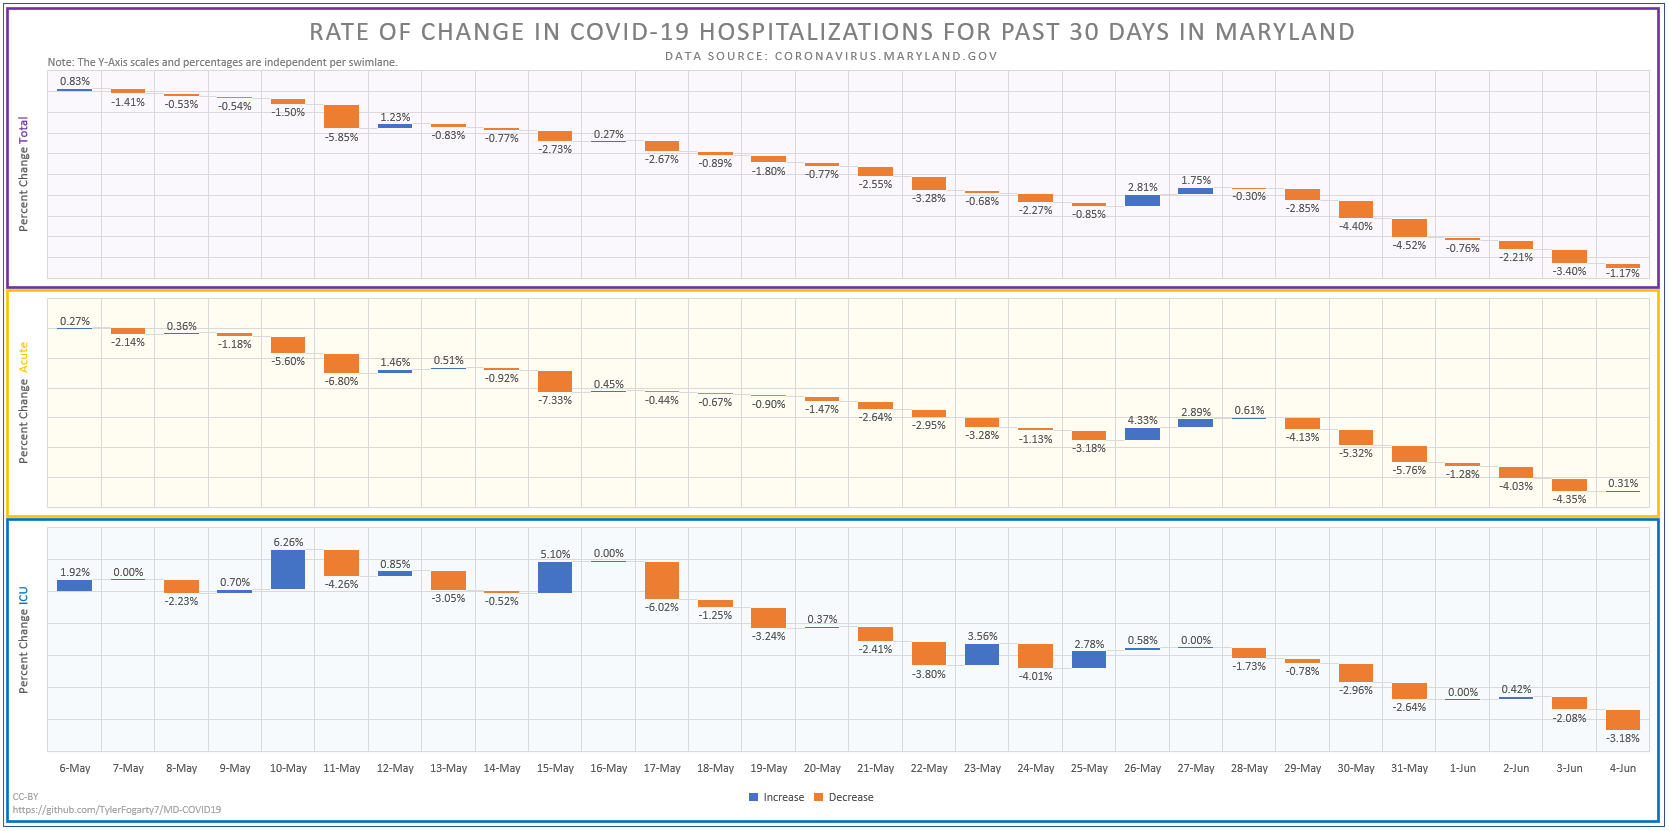 RATE OF CHANGE IN COVID-19 HOSPITALIZATIONS FOR PAST 30 DAYS IN MARYLAND
DATA SOURCE: CORONAVIRUS.MARYLAND.GOV
Note: The Y-Axis scales and percentages are independent per swimlane.
Percent Change Total
0.83% -1.41% -0.53% -0.54% -1.50% -5.85% 1.23% -0.83% -0.77% -2.73% 0.27% -2.67% -0.89% -1.80% -0.77% -2.55% -3.28% -0.68% -2.27% -0.85% 2.81% 1.75% -0.30% -2.85% -4.40% -4.52% -0.76% -2.21% -3.40% -1.17%
Percent Change Acute
0.27% -2.14% 0.36% -1.18% -5.60% -6.80% 1.46% 0.51% -0.92% -7.33% 0.45% -0.44% -0.67% -0.90% -1.47% -2.64% -2.95% -3.28% -1.13% -3.18% 4.33% 2.89% 0.61% -4.13% -5.32% -5.76% -1.28% -4.03% -4.35% 0.31%
Percent Change ICU
1.92% 0.00% -2.23% 0.70% 6.26% -4.26% 0.85% -3.05% -0.52% 5.10% 0.00% -6.02% -1.25% -3.24% 0.37% -2.41% -3.80% 3.56% -4.01% 2.78% 0.58% 0.00% -1.73% -0.78% -2.96% -2.64% 0.00% 0.42% -2.08% -3.18%
6-May 7-May 8-May 9-May 10-May 11-May 12-May 13-May 14-May 15-May 16-May 17-May 18-May 19-May 20-May 21-May 22-May 23-May 24-May 25-May 26-May 27-May 28-May 29-May 30-May 31-May 1-Jun 2-Jun 3-Jun 4-Jun
Increase Decrease
CC-BY
https://github.com/TylerFogarty7/MD-COVID19